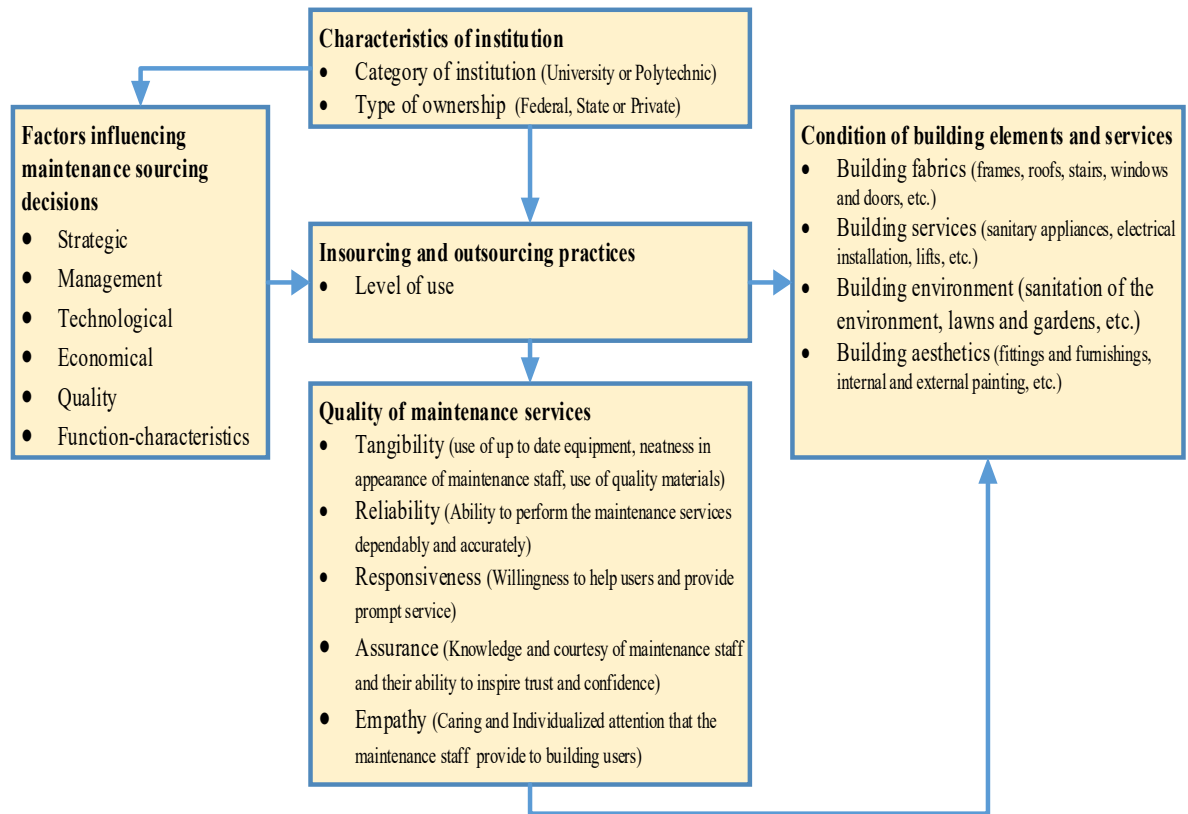 Characteristics of institution
• Category of institution (University or Polytechnic)
• Type of ownership (Federal, State or Private)
Factors influencing
maintenance sourcing
decisions
• Strategic
• Management
• Technological
• Economical
• Quality
• Function-characteristics
Insourcing and outsourcing practices
• Level of use
Condition of building elements and services
• Building fabrics (frames, roofs, stairs, windows
and doors, etc.)
• Building services (sanitary appliances, electrical
installation, lifts, etc.)
• Building environment (sanitation of the
environment, lawns and gardens, etc.)
• Building aesthetics (fittings and furnishings,
internal and external painting, etc.)
Quality of maintenance services
• Tangibility (use of up to date equipment, neatness in
appearance of maintenance staff, use of quality materials)
• Reliability (Ability to perform the maintenance services
dependably and accurately)
• Responsiveness (Willingness to help users and provide
prompt service)
• Assurance (Knowledge and courtesy of maintenance staff
and their ability to inspire trust and confidence)
• Empathy (Caring and Individualized attention that the
maintenance staff provide to building users)